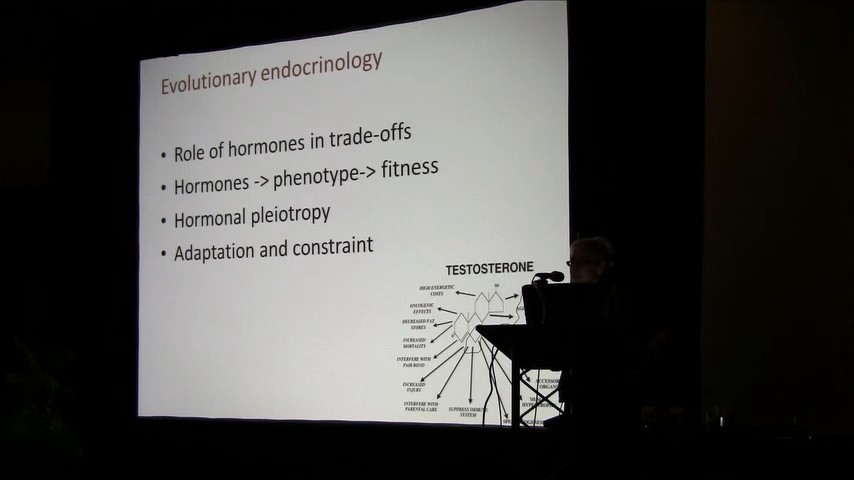 Evolutionary endocrinology
• Role of hormones in trade-offs
• Hormones -> phenotype-> fitness
• Hormonal pleiotropy
• Adaptation and constraint
TESTOSTERONE
HIGH ENERGETIC
COSTS
ONCOGENIC
EFFECTS
DECREASED FAT
STORES
INCREASED
MORTALITY
INTERFERE WITH
PAIR BOND
INCREASED
INJURY
INTERFERE WITH
PARENTAL CARE
SUPPRESS IMMUNE
SYSTEM